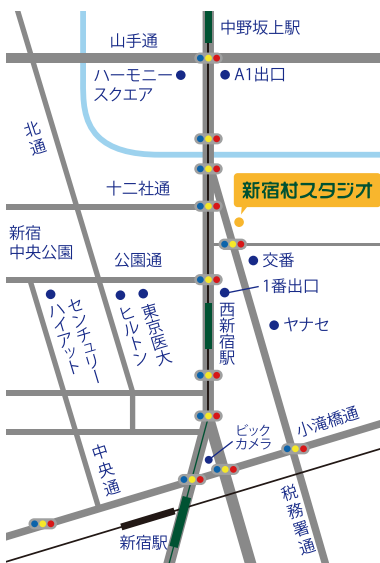 山手通
中野坂上駅
ハーモニー
スクエア
A1出口
北通
十二社通
新宿村スタジオ
新宿
中央公園
公園通
交番
1番出口
センチュリー
ハイアット
ヒルトン
東京医大
西新宿駅
ヤナセ
小滝橋通
ビック
カメラ
中央通
税務署通
新宿駅